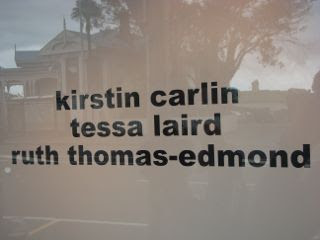 kirstin carlin
tessa laird
ruth thomas-edmond